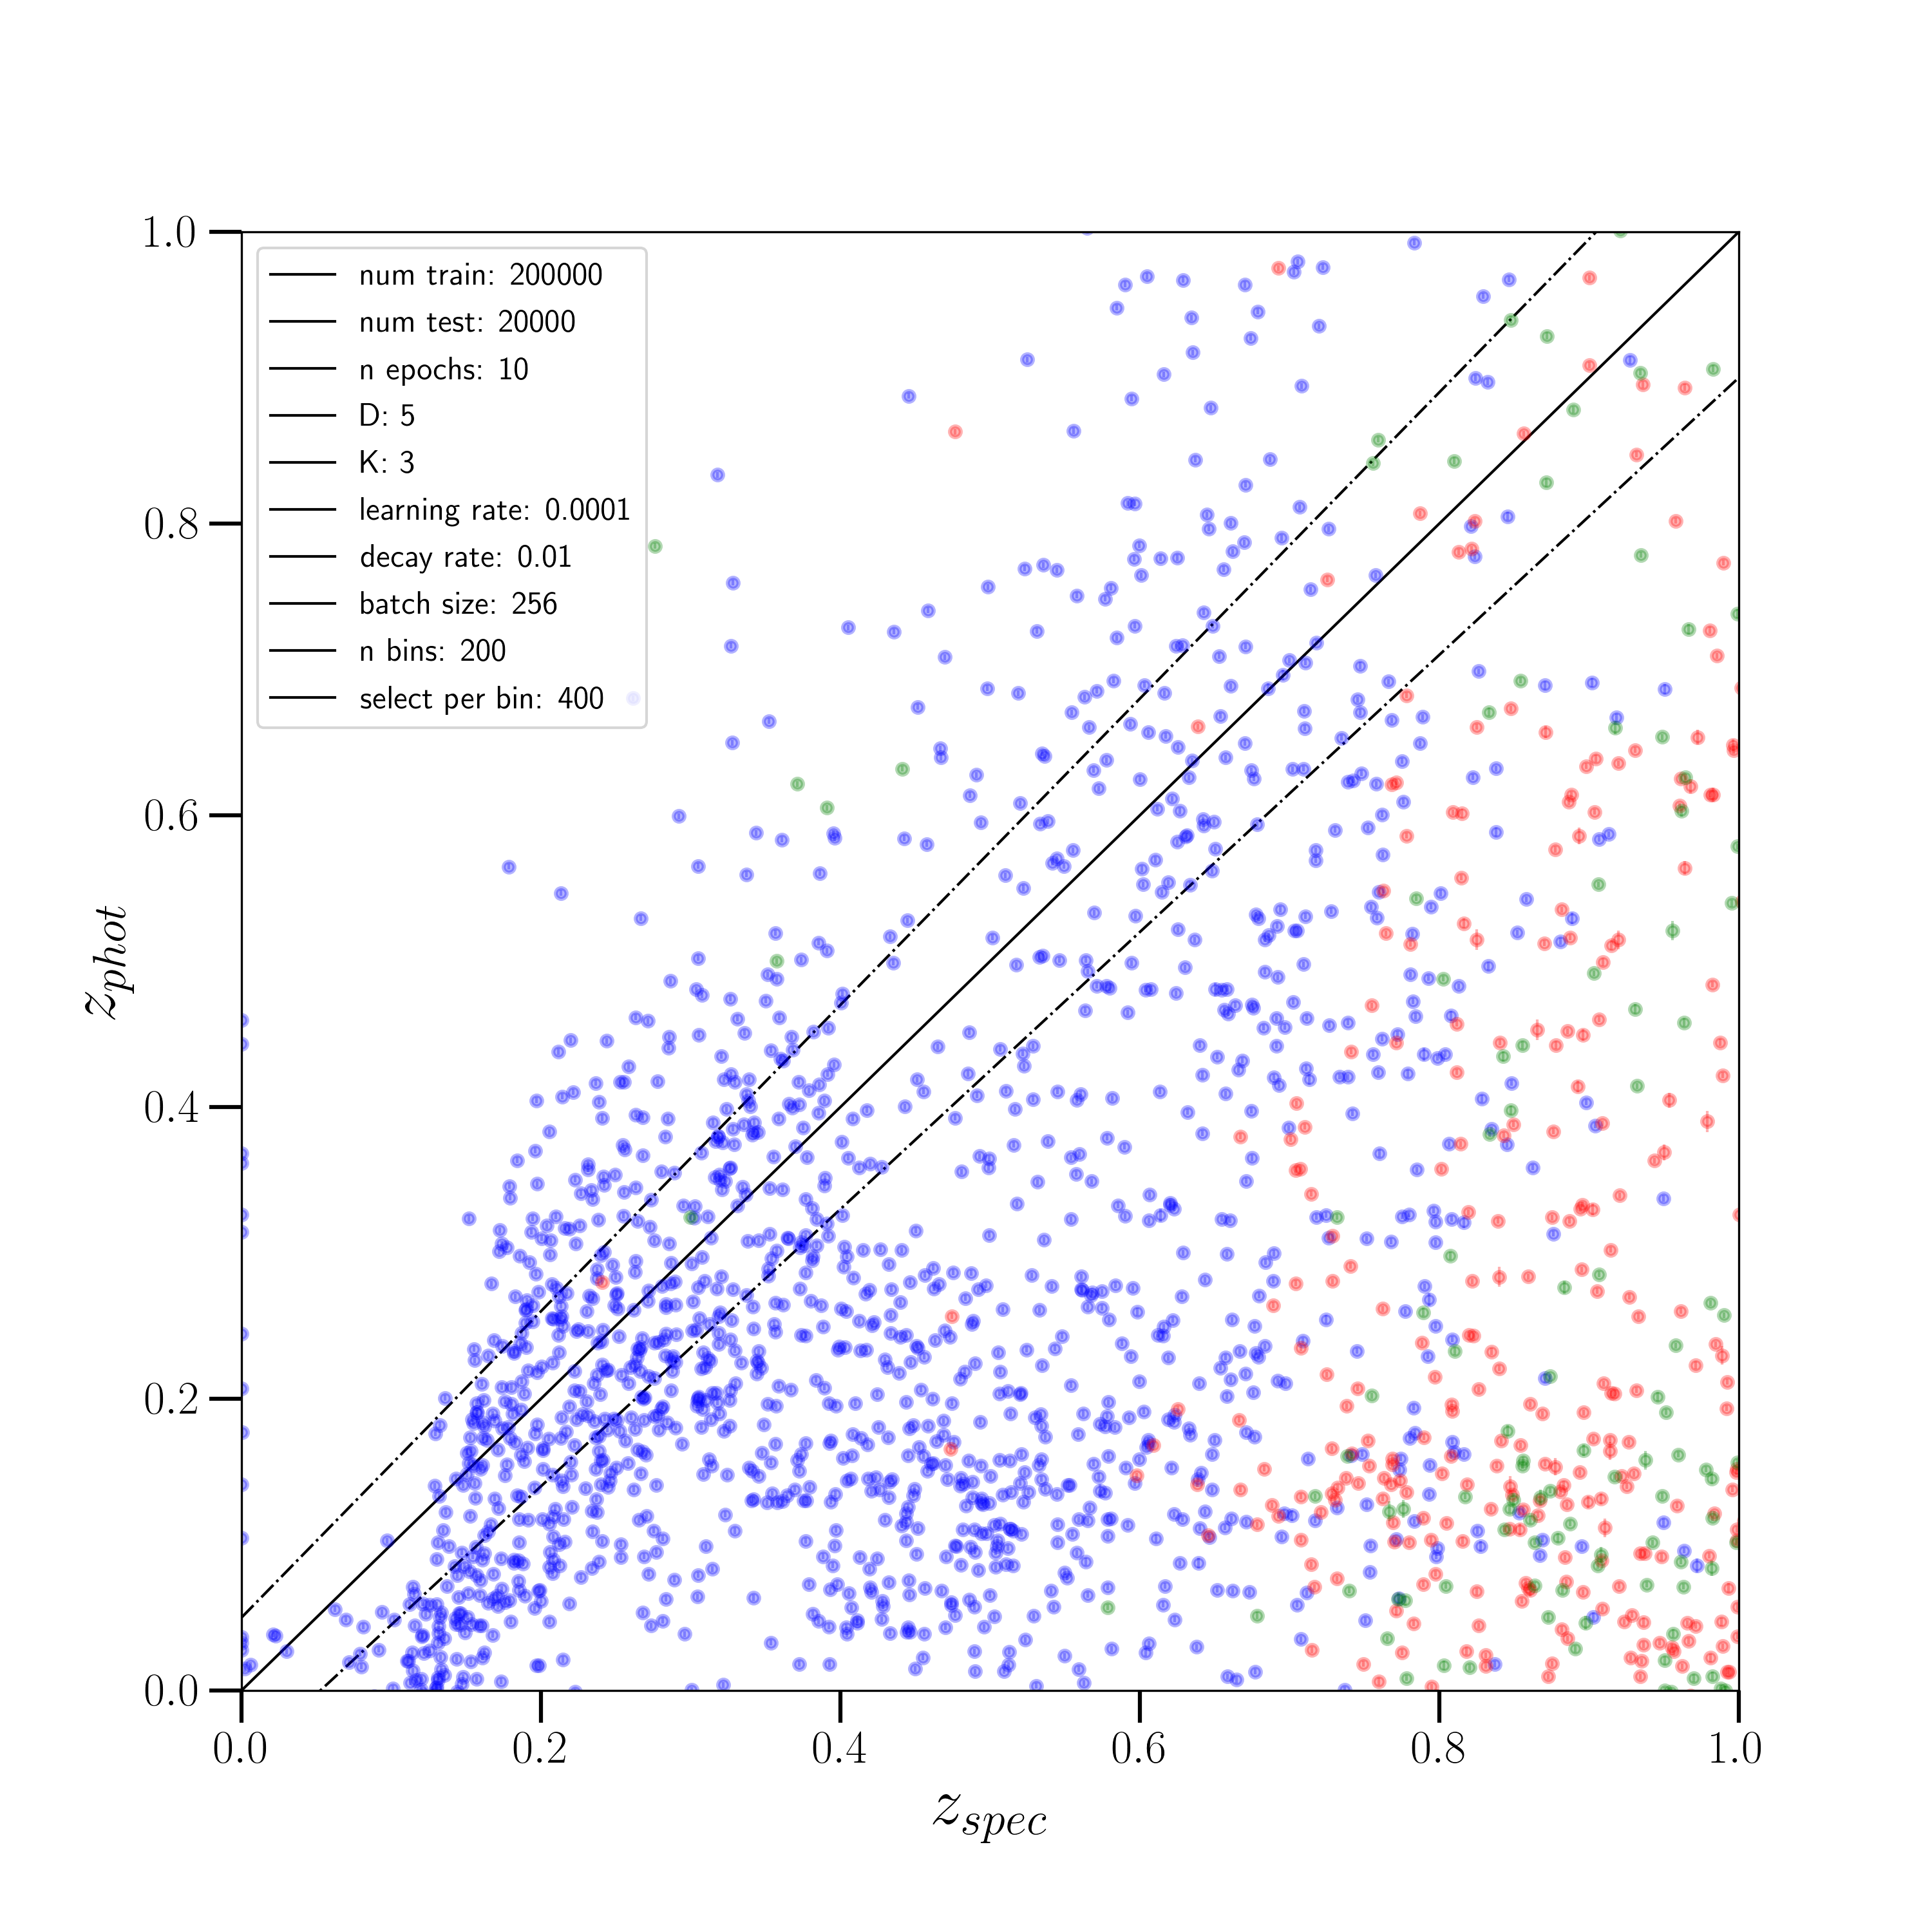 1.0
num train: 200000
num test: 20000
n epochs: 10
D: 5
K: 3
learning rate: 0.0001
decay rate: 0.01
batch size: 256
n bins: 200
select per bin: 400
0.8
0.6
0.4
0.2
0.0
z_phot
0.0 0.2 0.4 0.6 0.8 1.0
z_spec